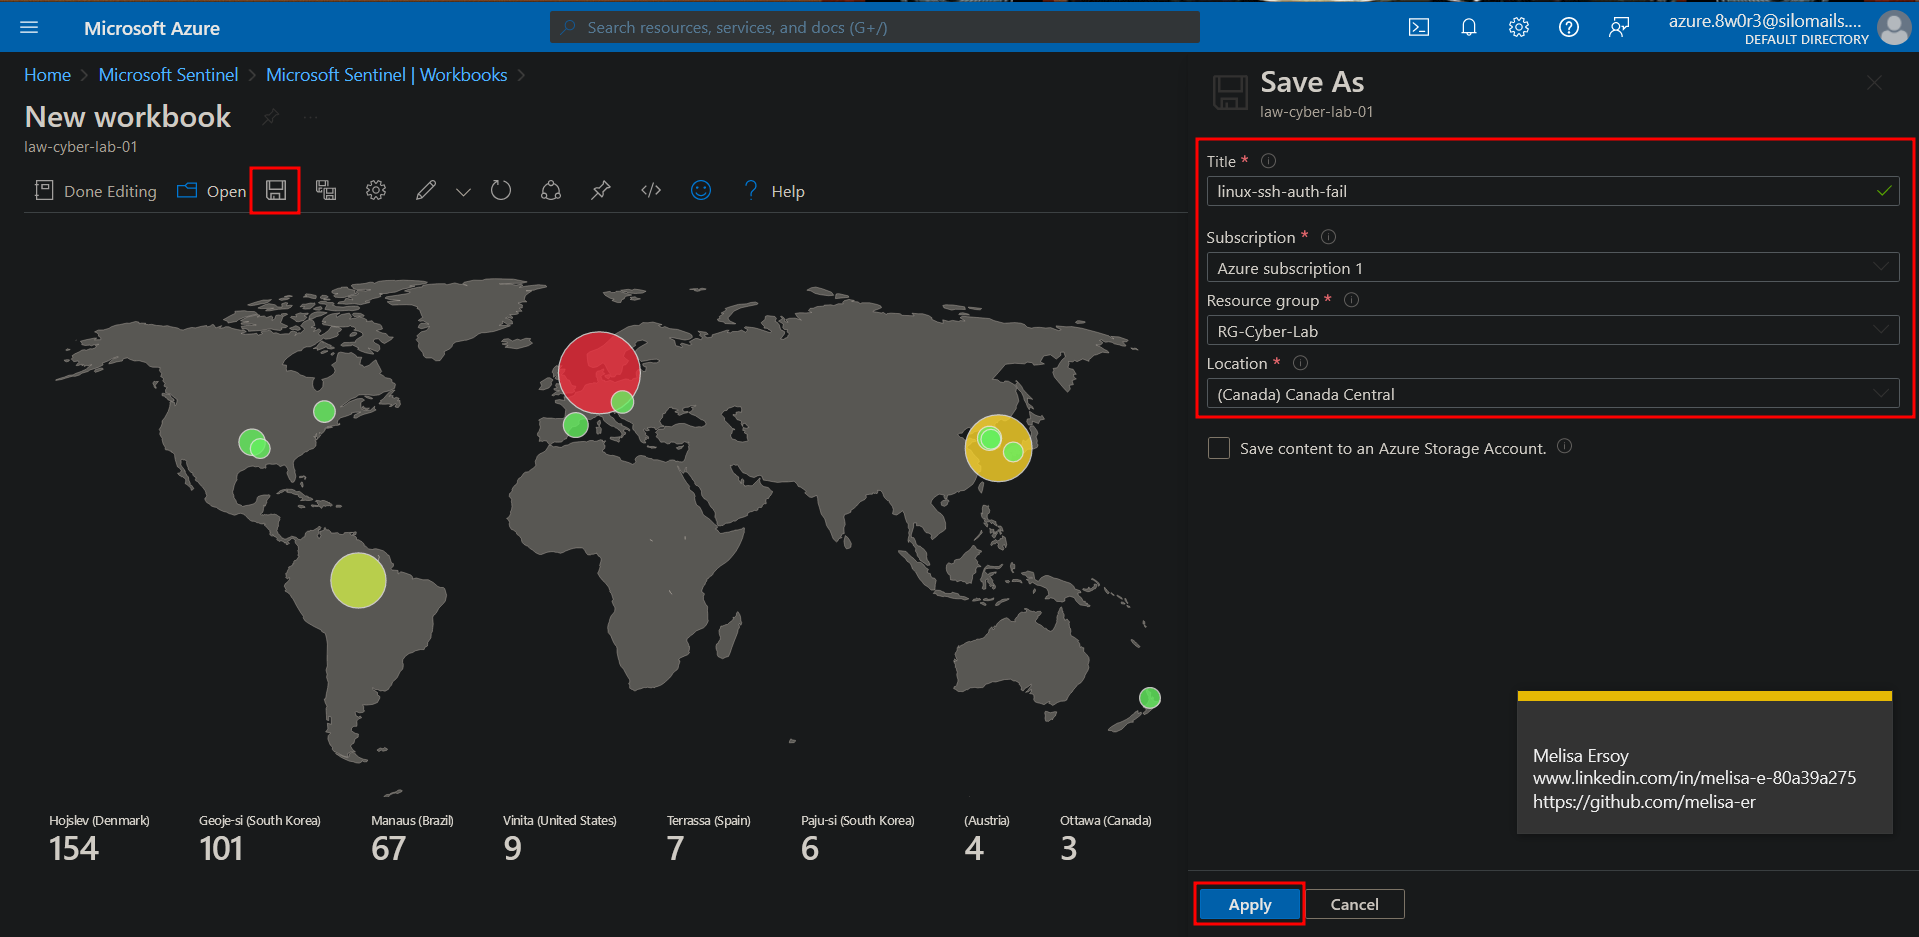 Microsoft Azure
Search resources, services, and docs (G+/)
azure.8w0r3@silomails....
DEFAULT DIRECTORY
Home > Microsoft Sentinel > Microsoft Sentinel | Workbooks >
New workbook
...
law-cyber-lab-01
Done Editing Open ? Help
Hojslev (Denmark)
154
Geoje-si (South Korea)
101
Manaus (Brazil)
67
Vinita (United States)
9
Terrassa (Spain)
7
Paju-si (South Korea)
6
(Austria)
4
Ottawa (Canada)
3
Save As
law-cyber-lab-01
Title *
linux-ssh-auth-fail
Subscription *
Azure subscription 1
Resource group *
RG-Cyber-Lab
Location *
(Canada) Canada Central
Save content to an Azure Storage Account.
Melisa Ersoy
www.linkedin.com/in/melisa-e-80a39a275
https://github.com/melisa-er
Apply Cancel